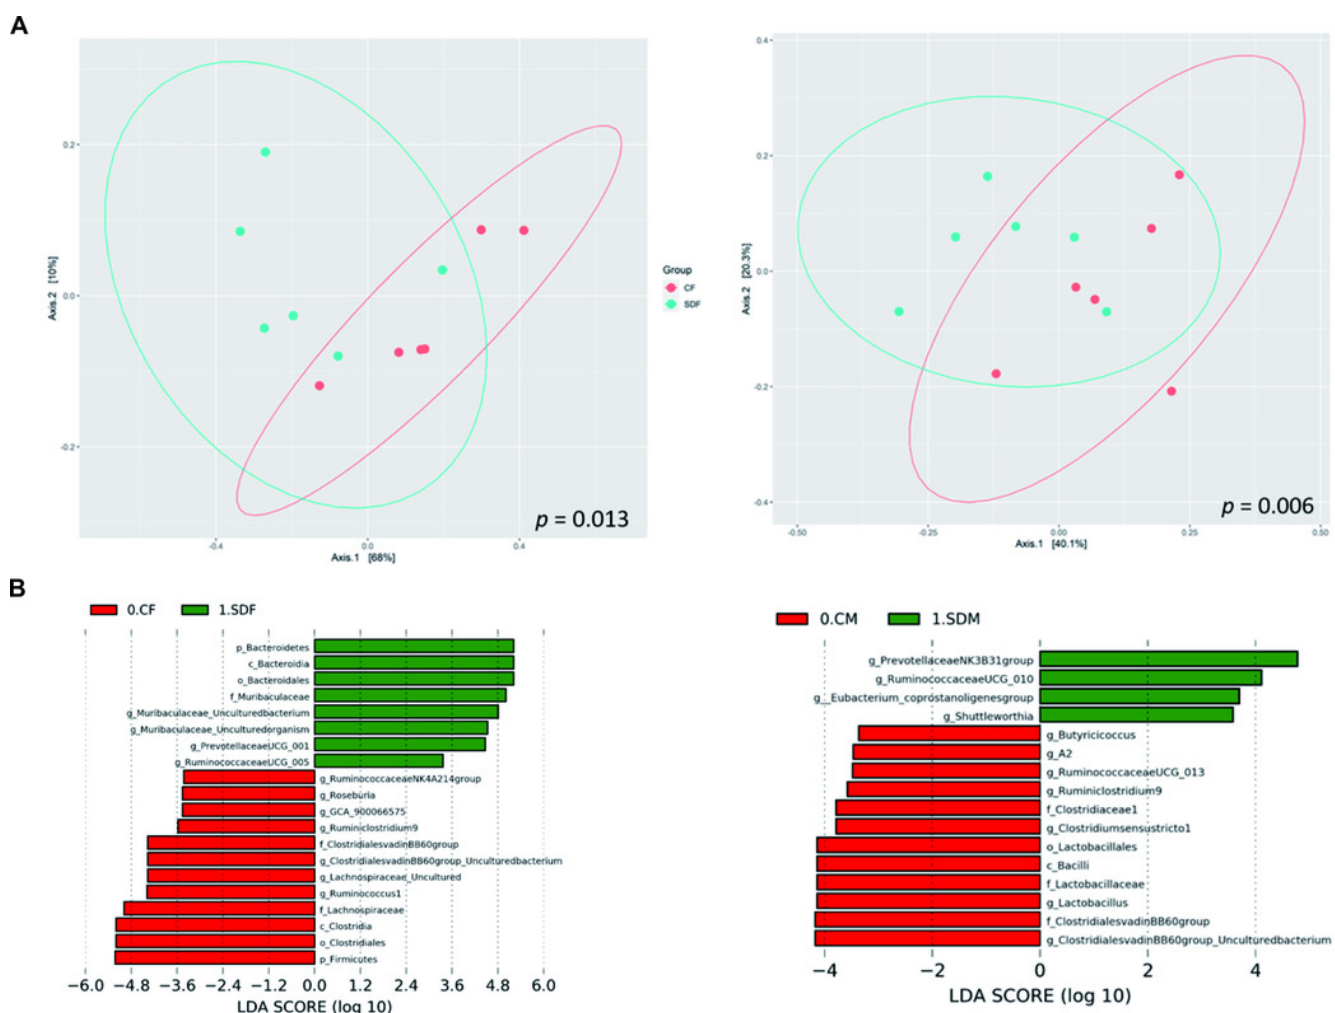 A
0.2
0.0
-0.2
Axis.2 [10%]
-0.4
0.0
0.4
Axis.1 [68%]
p = 0.013
Group
CF
SDF
0.4
0.2
0.0
-0.2
-0.4
Axis.2 [20.3%]
-0.50
-0.25
0.00
0.25
0.50
Axis.1 [40.1%]
p = 0.006
B
0.CF
1.SDF
p_Bacteroidetes
c_Bacteroidia
o_Bacteroidales
f_Muribaculaceae
g_Muribaculaceae_Unculturedbacterium
g_Muribaculaceae_Unculturedorganism
g_PrevotellaceaeUCG_001
g_RuminococcaceaeUCG_005
g_RuminococcaceaeNK4A214group
g_Roseburia
g_GCA_900066575
g_Ruminiclostridium9
f_ClostridialesvadinBB60group
g_ClostridialesvadinBB60group_Unculturedbacterium
g_Lachnospiraceae_Uncultured
g_Ruminococcus1
f_Lachnospiraceae
c_Clostridia
o_Clostridiales
p_Firmicutes
−6.0 −4.8 −3.6 −2.4 −1.2 0.0 1.2 2.4 3.6 4.8 6.0
LDA SCORE (log 10)
0.CM
1.SDM
g_PrevotellaceaeNK3B31group
g_RuminococcaceaeUCG_010
g__Eubacterium_coprostanoligenesgroup
g_Shuttleworthia
g_Butyricicoccus
g_A2
g_RuminococcaceaeUCG_013
g_Ruminiclostridium9
f_Clostridiaceae1
g_Clostridiumsensustricto1
o_Lactobacillales
c_Bacilli
f_Lactobacillaceae
g_Lactobacillus
f_ClostridialesvadinBB60group
g_ClostridialesvadinBB60group_Unculturedbacterium
−4 −2 0 2 4
LDA SCORE (log 10)